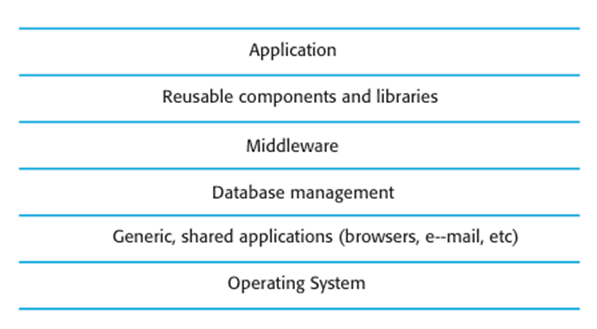 Application
Reusable components and libraries
Middleware
Database management
Generic, shared applications (browsers, e--mail, etc)
Operating System